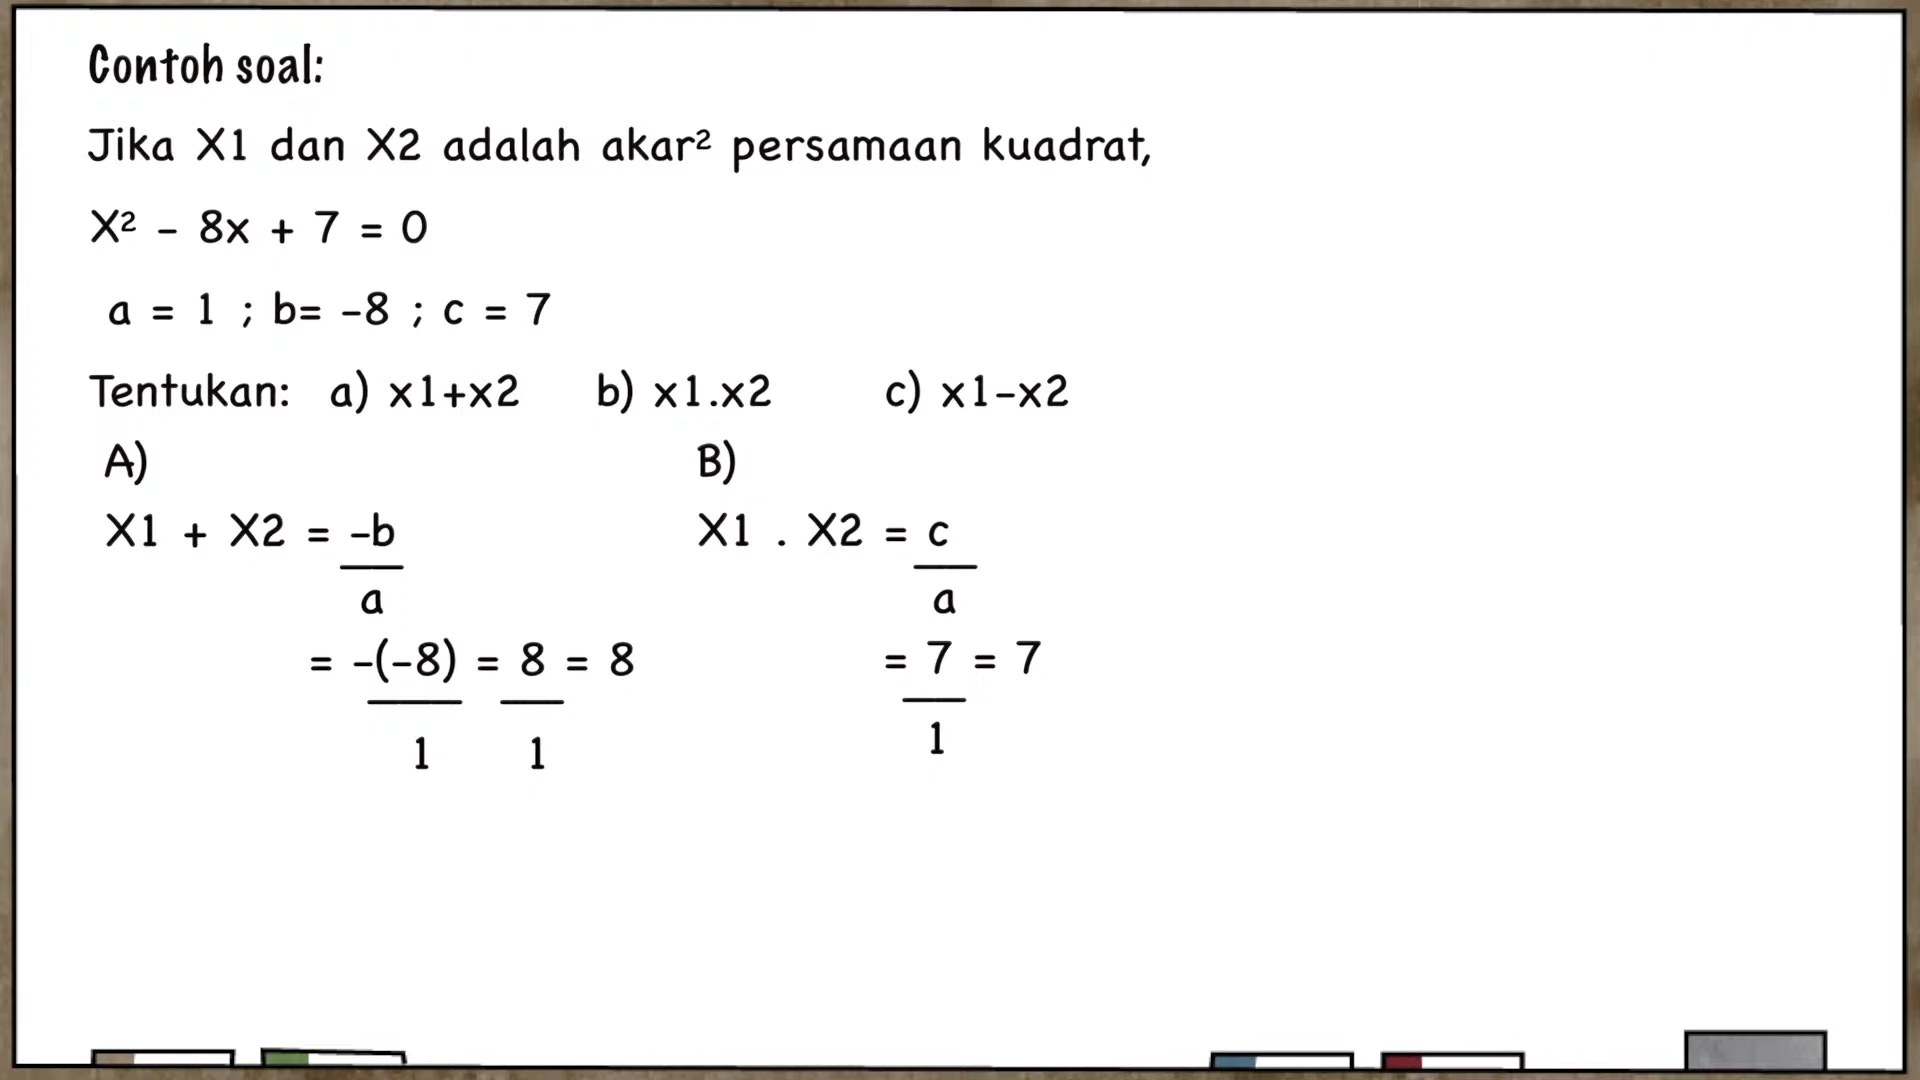 Contoh soal:
Jika X1 dan X2 adalah akar² persamaan kuadrat,
X² - 8x + 7 = 0
a = 1 ; b= -8 ; c = 7
Tentukan: a) x1+x2 b) x1.x2 c) x1-x2
A)
X1 + X2 = -b
a
= -(-8) = 8 = 8
1 1
B)
X1 . X2 = c
a
= 7 = 7
1